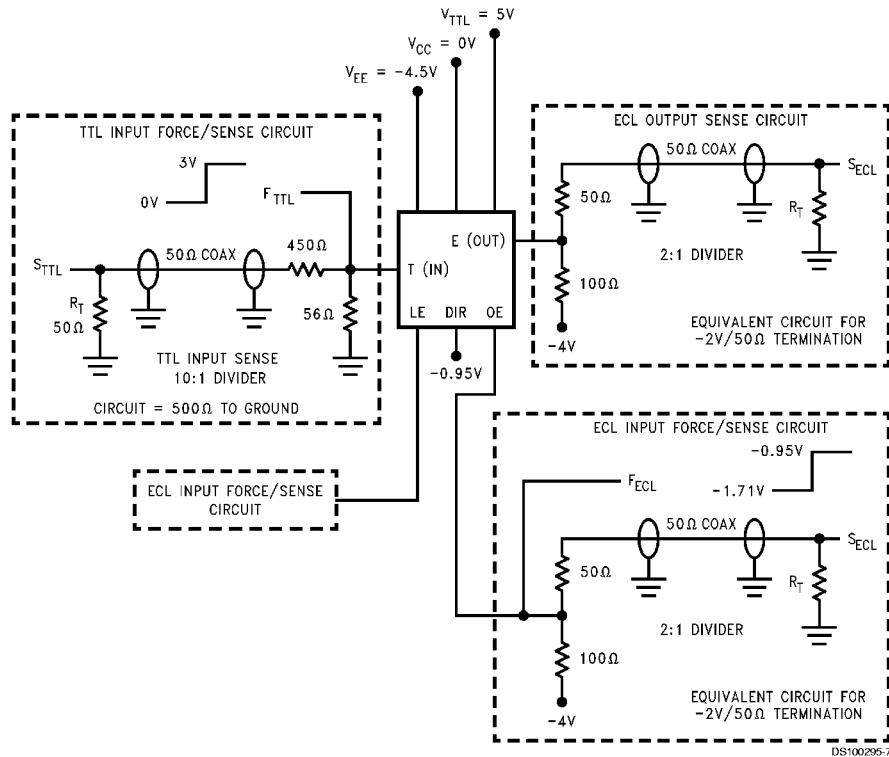 V_TTL = 5V
V_CC = 0V
V_EE = -4.5V
TTL INPUT FORCE/SENSE CIRCUIT
3V
0V
F_TTL
S_TTL
50Ω COAX
450Ω
R_T
50Ω
56Ω
TTL INPUT SENSE
10:1 DIVIDER
CIRCUIT = 500Ω TO GROUND
E (OUT)
T (IN)
LE DIR OE
-0.95V
ECL OUTPUT SENSE CIRCUIT
50Ω COAX
S_ECL
50Ω
R_T
2:1 DIVIDER
100Ω
-4V
EQUIVALENT CIRCUIT FOR
-2V/50Ω TERMINATION
ECL INPUT FORCE/SENSE
CIRCUIT
ECL INPUT FORCE/SENSE CIRCUIT
-0.95V
-1.71V
F_ECL
50Ω COAX
S_ECL
50Ω
R_T
2:1 DIVIDER
100Ω
-4V
EQUIVALENT CIRCUIT FOR
-2V/50Ω TERMINATION
DS100295-7